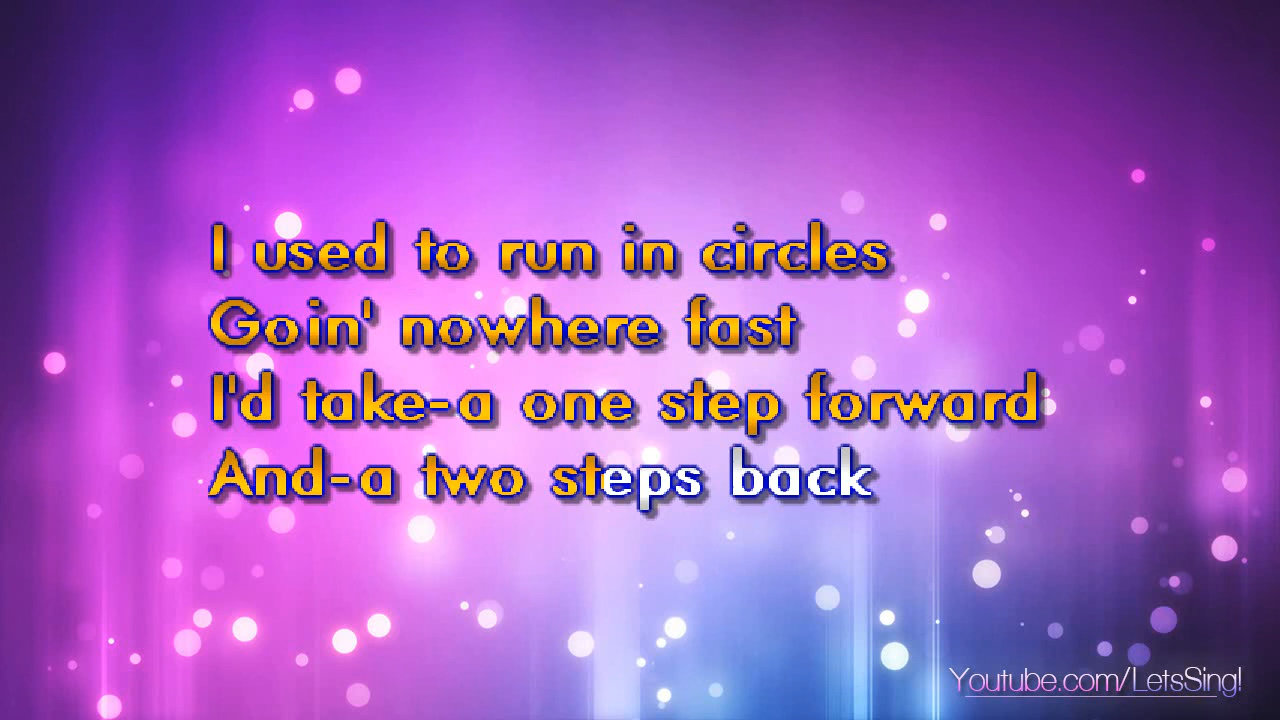 I used to run in circles
Goin' nowhere fast
I'd take-a one step forward
And-a two steps back
Youtube.com/LetsSing!